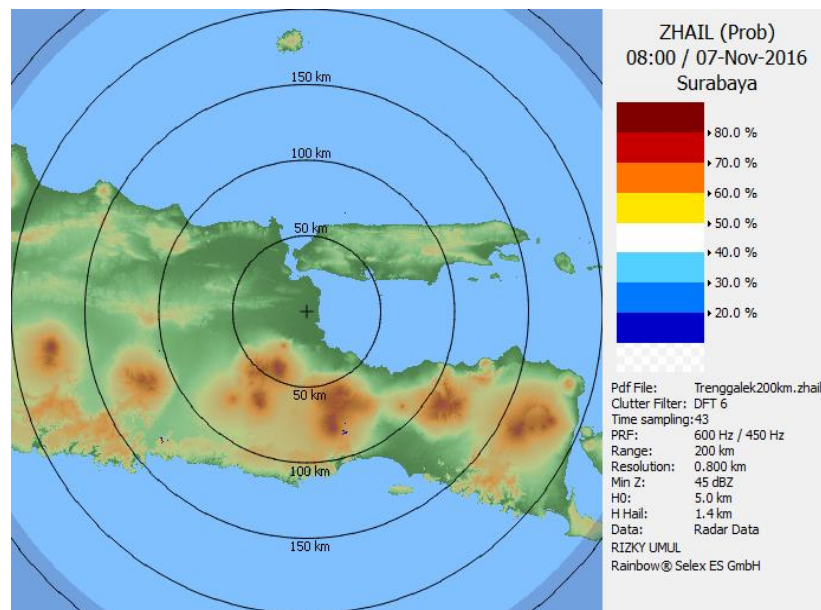 150 km
100 km
50 km
50 km
100 km
150 km
ZHAIL (Prob)
08:00 / 07-Nov-2016
Surabaya
80.0 %
70.0 %
60.0 %
50.0 %
40.0 %
30.0 %
20.0 %
Pdf File: Trenggalek200km.zhail
Clutter Filter: DFT 6
Time sampling:43
PRF: 600 Hz / 450 Hz
Range: 200 km
Resolution: 0.800 km
Min Z: 45 dBZ
H0: 5.0 km
H Hail: 1.4 km
Data: Radar Data
RIZKY UMUL
Rainbow® Selex ES GmbH